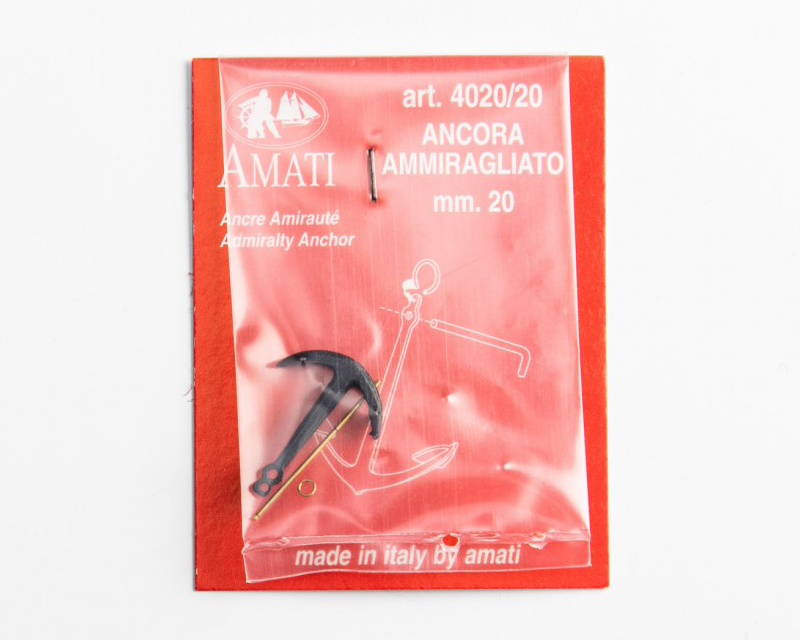 AMATI
Ancre Amirauté
Admiralty Anchor
art. 4020/20
ANCORA
AMMIRAGLIATO
mm. 20
made in italy by amati